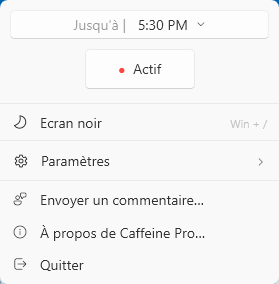 Jusqu'à | 5:30 PM
Actif
Ecran noir Win + /
Paramètres
Envoyer un commentaire...
À propos de Caffeine Pro...
Quitter